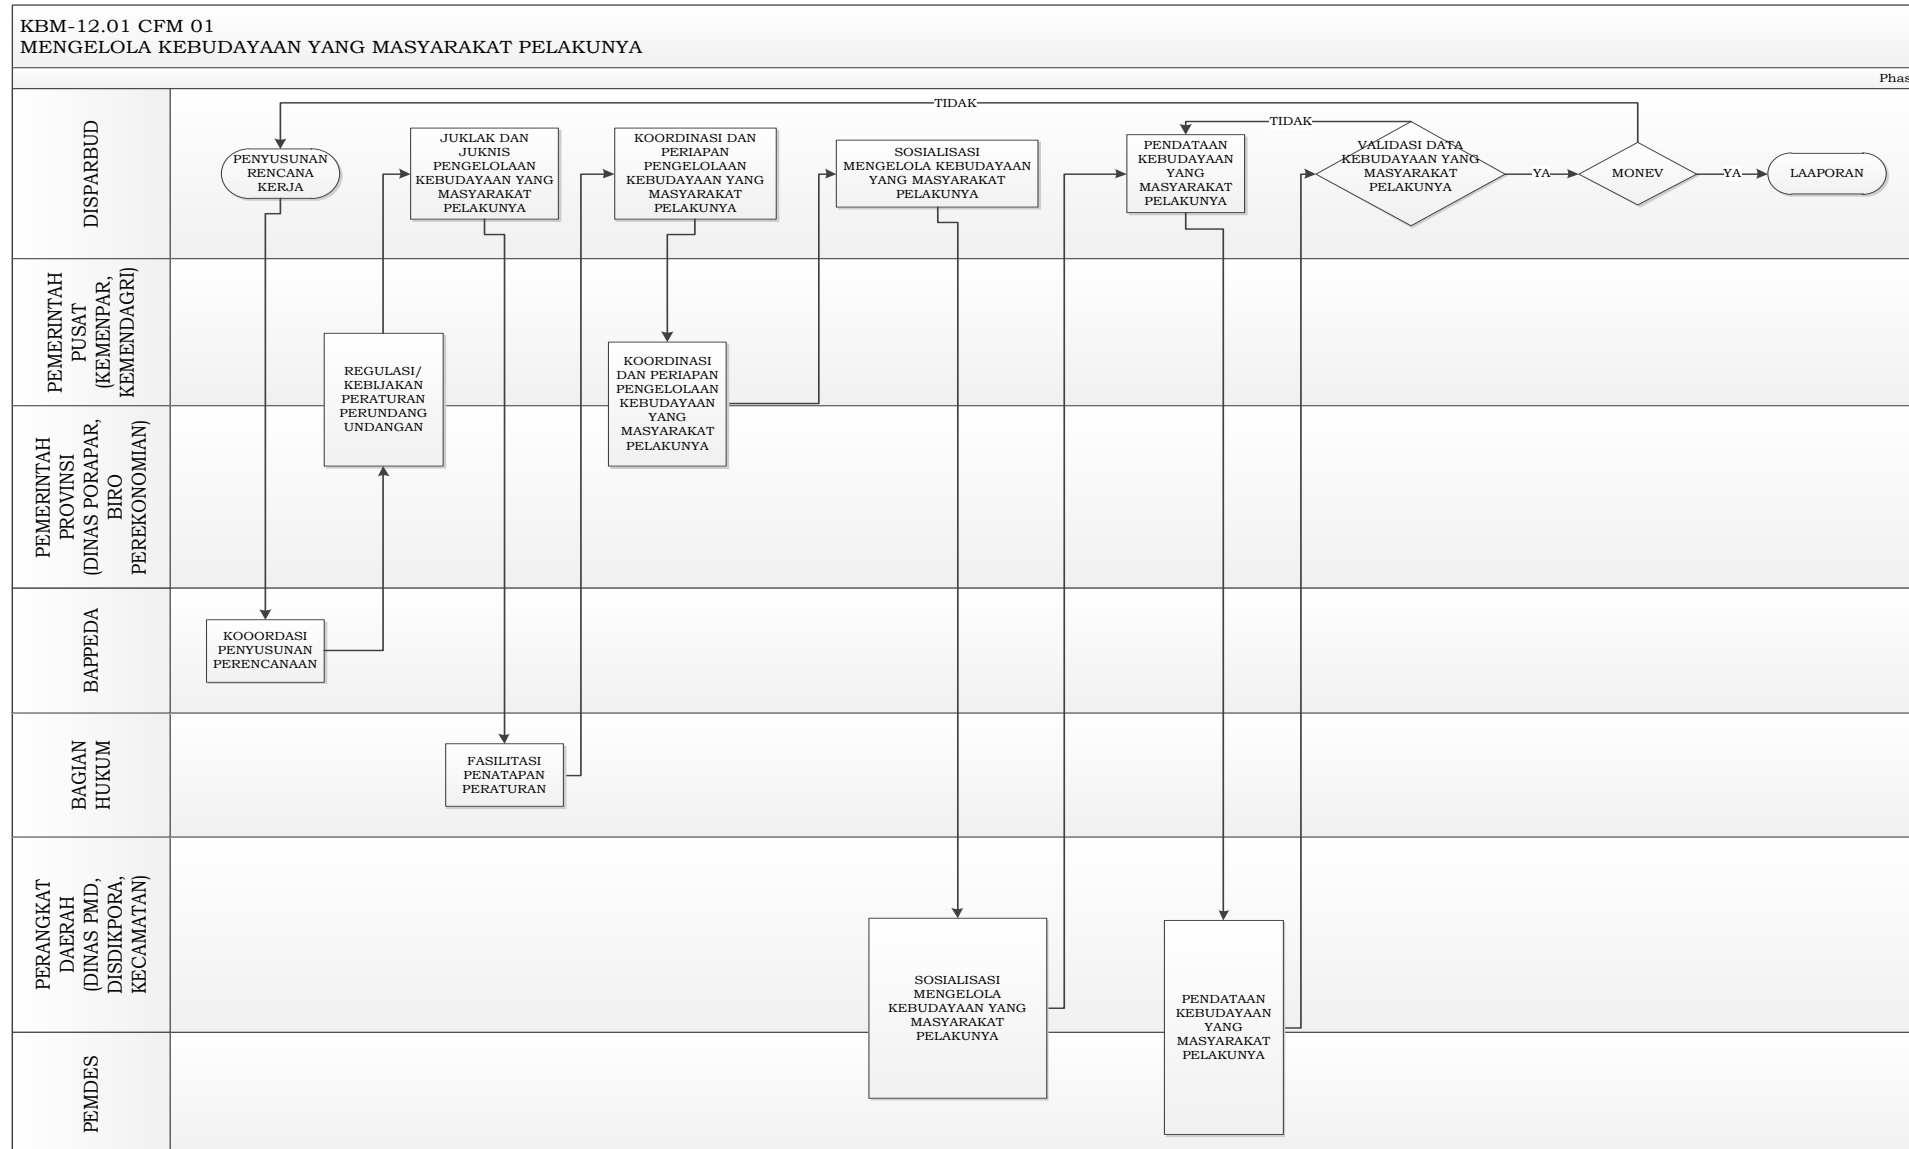 KBM-12.01 CFM 01
MENGELOLA KEBUDAYAAN YANG MASYARAKAT PELAKUNYA
Phas
DISPARBUD
TIDAK
PENYUSUNAN
RENCANA
KERJA
JUKLAK DAN
JUKNIS
PENGELOLAAN
KEBUDAYAAN YANG
MASYARAKAT
PELAKUNYA
KOORDINASI DAN
PERIAPAN
PENGELOLAAN
KEBUDAYAAN YANG
MASYARAKAT
PELAKUNYA
SOSIALISASI
MENGELOLA KEBUDAYAAN
YANG MASYARAKAT
PELAKUNYA
PENDATAAN
KEBUDAYAAN
YANG
MASYARAKAT
PELAKUNYA
TIDAK
VALIDASI DATA
KEBUDAYAAN YANG
MASYARAKAT
PELAKUNYA
YA
MONEV
YA
LAAPORAN
PEMERINTAH
PUSAT
(KEMENPAR,
KEMENDAGRI)
REGULASI/
KEBIJAKAN
PERATURAN
PERUNDANG
UNDANGAN
KOORDINASI
DAN PERIAPAN
PENGELOLAAN
KEBUDAYAAN
YANG
MASYARAKAT
PELAKUNYA
PEMERINTAH
PROVINSI
(DINAS PORAPAR,
BIRO
PEREKONOMIAN)
BAPPEDA
KOOORDASI
PENYUSUNAN
PERENCANAAN
BAGIAN
HUKUM
FASILITASI
PENATAPAN
PERATURAN
PERANGKAT
DAERAH
(DINAS PMD,
DISDIKPORA,
KECAMATAN)
SOSIALISASI
MENGELOLA
KEBUDAYAAN YANG
MASYARAKAT
PELAKUNYA
PENDATAAN
KEBUDAYAAN
YANG
MASYARAKAT
PELAKUNYA
PEMDES